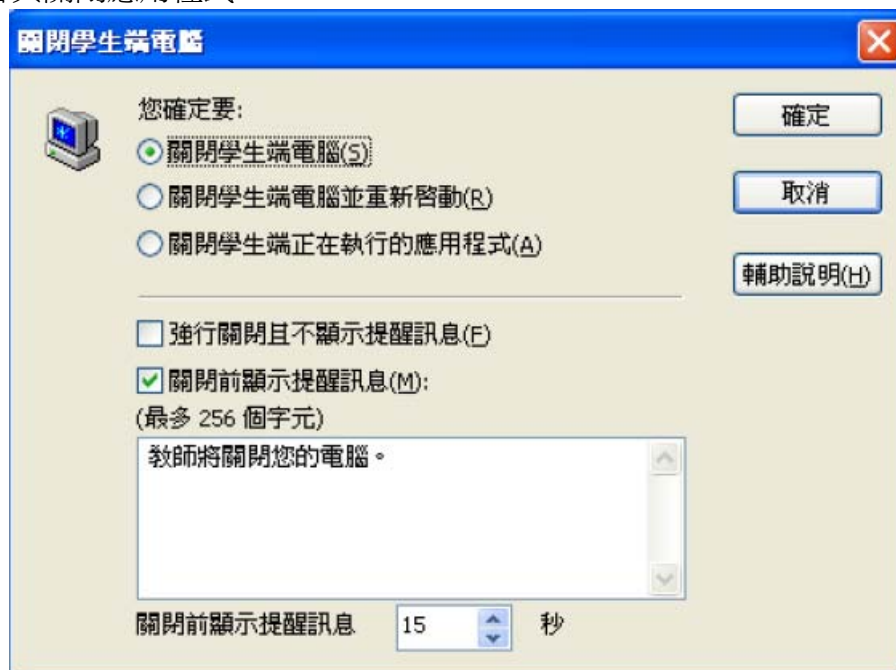 關閉學生端電腦
您確定要:
關閉學生端電腦(S)
關閉學生端電腦並重新啓動(R)
關閉學生端正在執行的應用程式(A)
確定
取消
輔助說明(H)
強行關閉且不顯示提醒訊息(F)
關閉前顯示提醒訊息(M):
(最多 256 個字元)
教師將關閉您的電腦。
關閉前顯示提醒訊息 15 秒